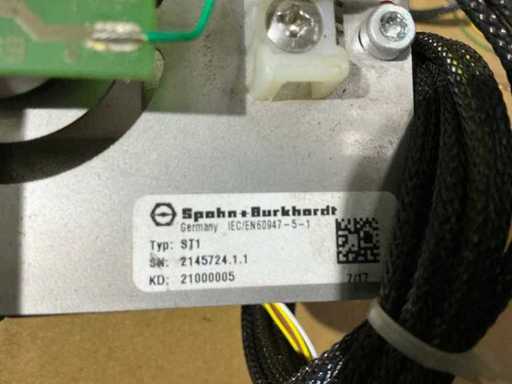 Spohn+Burkhardt
Germany IEC/EN60947-5-1
Typ: ST1
SN: 2145724.1.1
KD: 21000005
7/17